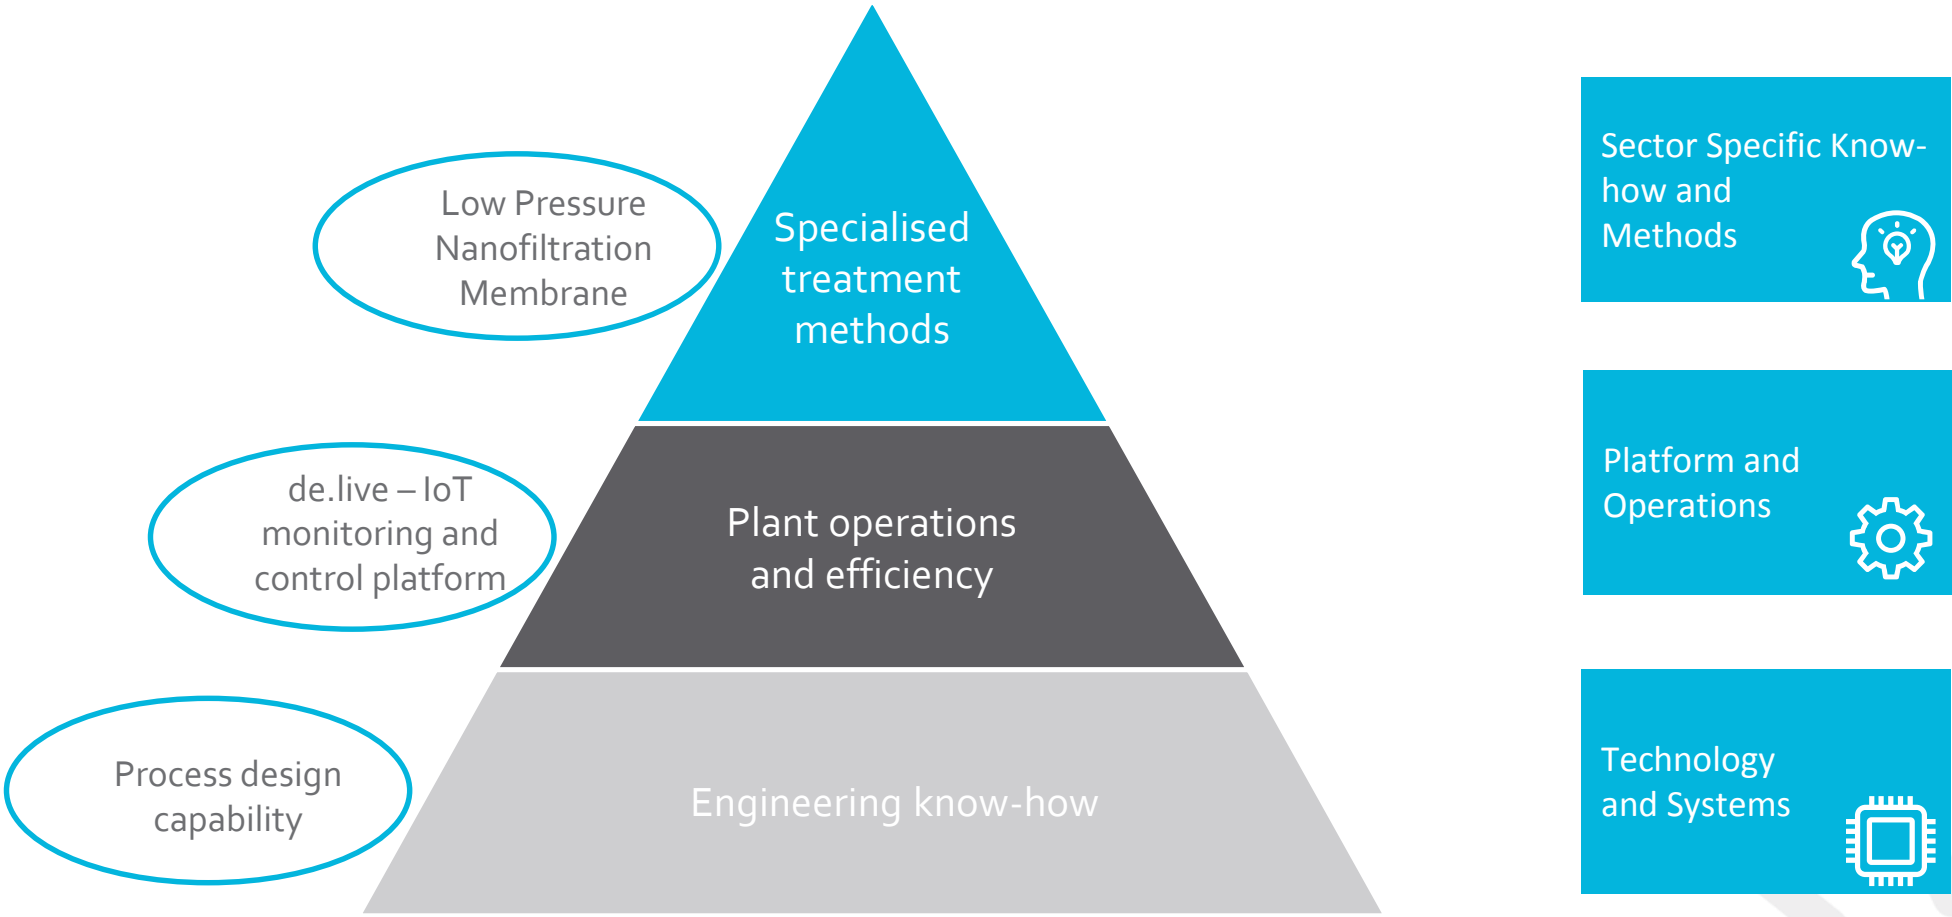 Low Pressure
Nanofiltration
Membrane
Specialised
treatment
methods
Sector Specific Know-
how and
Methods
de.live – IoT
monitoring and
control platform
Plant operations
and efficiency
Platform and
Operations
Process design
capability
Engineering know-how
Technology
and Systems